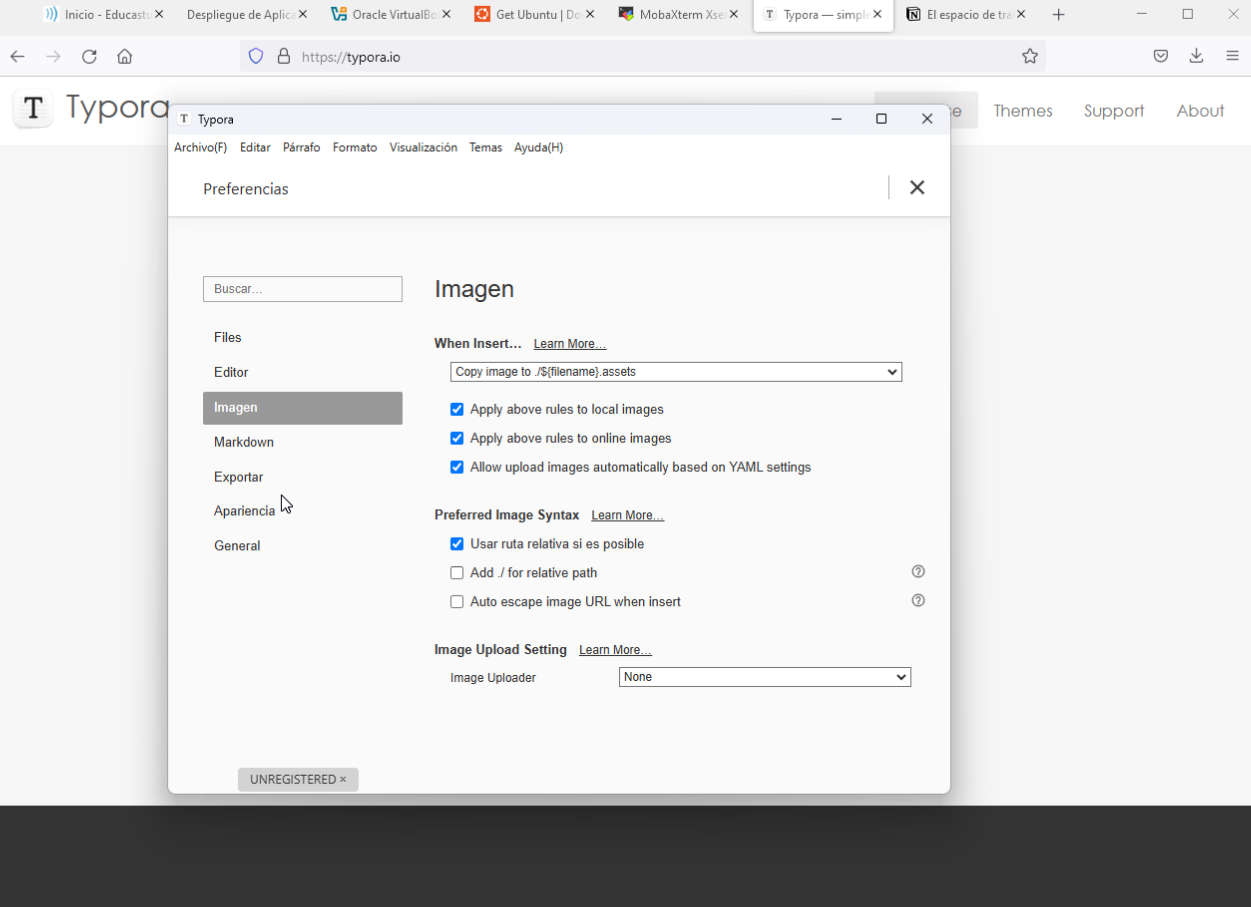 Inicio - Educastu
Despliegue de Aplica
Oracle VirtualBo
Get Ubuntu | Do
MobaXterm Xse
Typora — simpl
El espacio de tra
https://typora.io
T Typora
Themes
Support
About
T Typora
Archivo(F) Editar Párrafo Formato Visualización Temas Ayuda(H)
Preferencias
Buscar...
Files
Editor
Imagen
Markdown
Exportar
Apariencia
General
Imagen
When Insert... Learn More...
Copy image to ./${filename}.assets
Apply above rules to local images
Apply above rules to online images
Allow upload images automatically based on YAML settings
Preferred Image Syntax Learn More...
Usar ruta relativa si es posible
Add ./ for relative path
Auto escape image URL when insert
Image Upload Setting Learn More...
Image Uploader None
UNREGISTERED ×